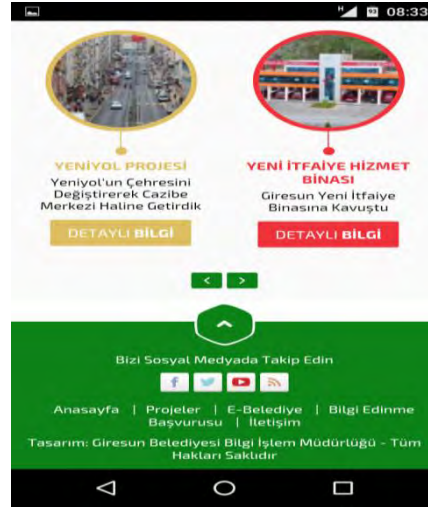 H 93 08:33
YENİYOL PROJESİ
Yeniyol'un Çehresini
Değiştirerek Cazibe
Merkezi Haline Getirdik
DETAYLI BİLGİ
YENİ İTFAİYE HİZMET
BİNASI
Giresun Yeni İtfaiye
Binasına Kavuştu
DETAYLI BİLGİ
< >
Bizi Sosyal Medyada Takip Edin
Anasayfa | Projeler | E-Belediye | Bilgi Edinme
Başvurusu | İletişim
Tasarım: Giresun Belediyesi Bilgi İşlem Müdürlüğü - Tüm
Hakları Saklıdır